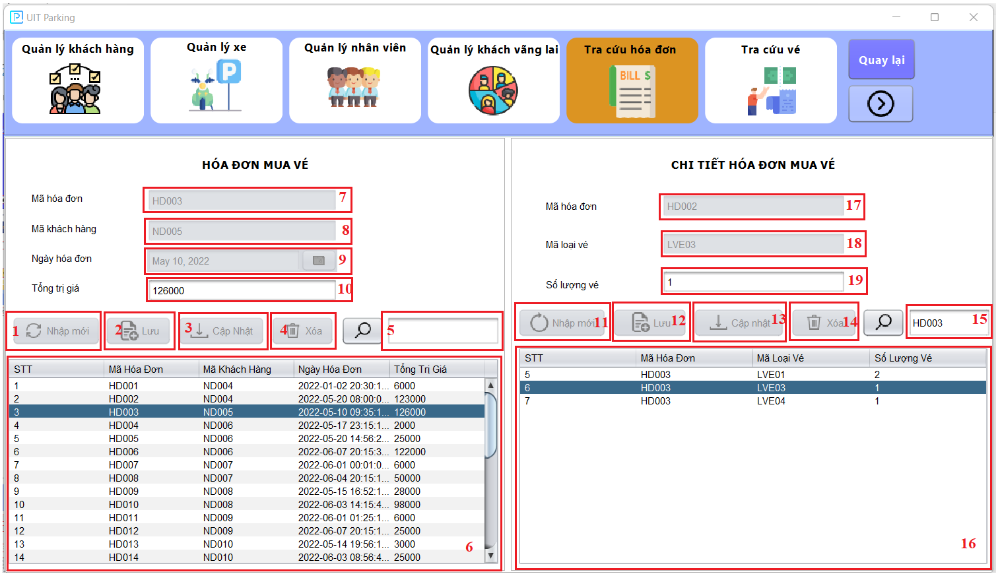 UIT Parking
Quản lý khách hàng
Quản lý xe
Quản lý nhân viên
Quản lý khách vãng lai
Tra cứu hóa đơn
Tra cứu vé
Quay lại
P
BILL $
HÓA ĐƠN MUA VÉ
Mã hóa đơn HD003 7
Mã khách hàng ND005 8
Ngày hóa đơn May 10, 2022 9
Tổng trị giá 126000 10
1 Nhập mới 2 Lưu 3 Cập Nhật 4 Xóa 5
STT Mã Hóa Đơn Mã Khách Hàng Ngày Hóa Đơn Tổng Trị Giá
1 HD001 ND004 2022-01-02 20:30:1... 6000
2 HD002 ND004 2022-05-20 08:00:0... 123000
3 HD003 ND005 2022-05-10 09:35:1... 126000
4 HD004 ND006 2022-05-17 23:15:1... 2000
5 HD005 ND006 2022-05-20 14:56:2... 25000
6 HD006 ND006 2022-06-07 20:15:3... 122000
7 HD007 ND007 2022-06-01 00:01:0... 6000
8 HD008 ND007 2022-06-04 20:15:1... 50000
9 HD009 ND008 2022-05-15 16:52:1... 28000
10 HD010 ND008 2022-06-03 14:15:4... 98000
11 HD011 ND009 2022-06-01 01:25:1... 6000
12 HD012 ND009 2022-06-07 20:15:1... 25000
13 HD013 ND010 2022-05-14 19:56:1... 3000
14 HD014 ND010 2022-06-03 08:56:4... 25000
6
CHI TIẾT HÓA ĐƠN MUA VÉ
Mã hóa đơn HD002 17
Mã loại vé LVE03 18
Số lượng vé 1 19
Nhập mới 11 Lưu 12 Cập nhật 13 Xóa 14 HD003 15
STT Mã Hóa Đơn Mã Loại Vé Số Lượng Vé
5 HD003 LVE01 2
6 HD003 LVE03 1
7 HD003 LVE04 1
16